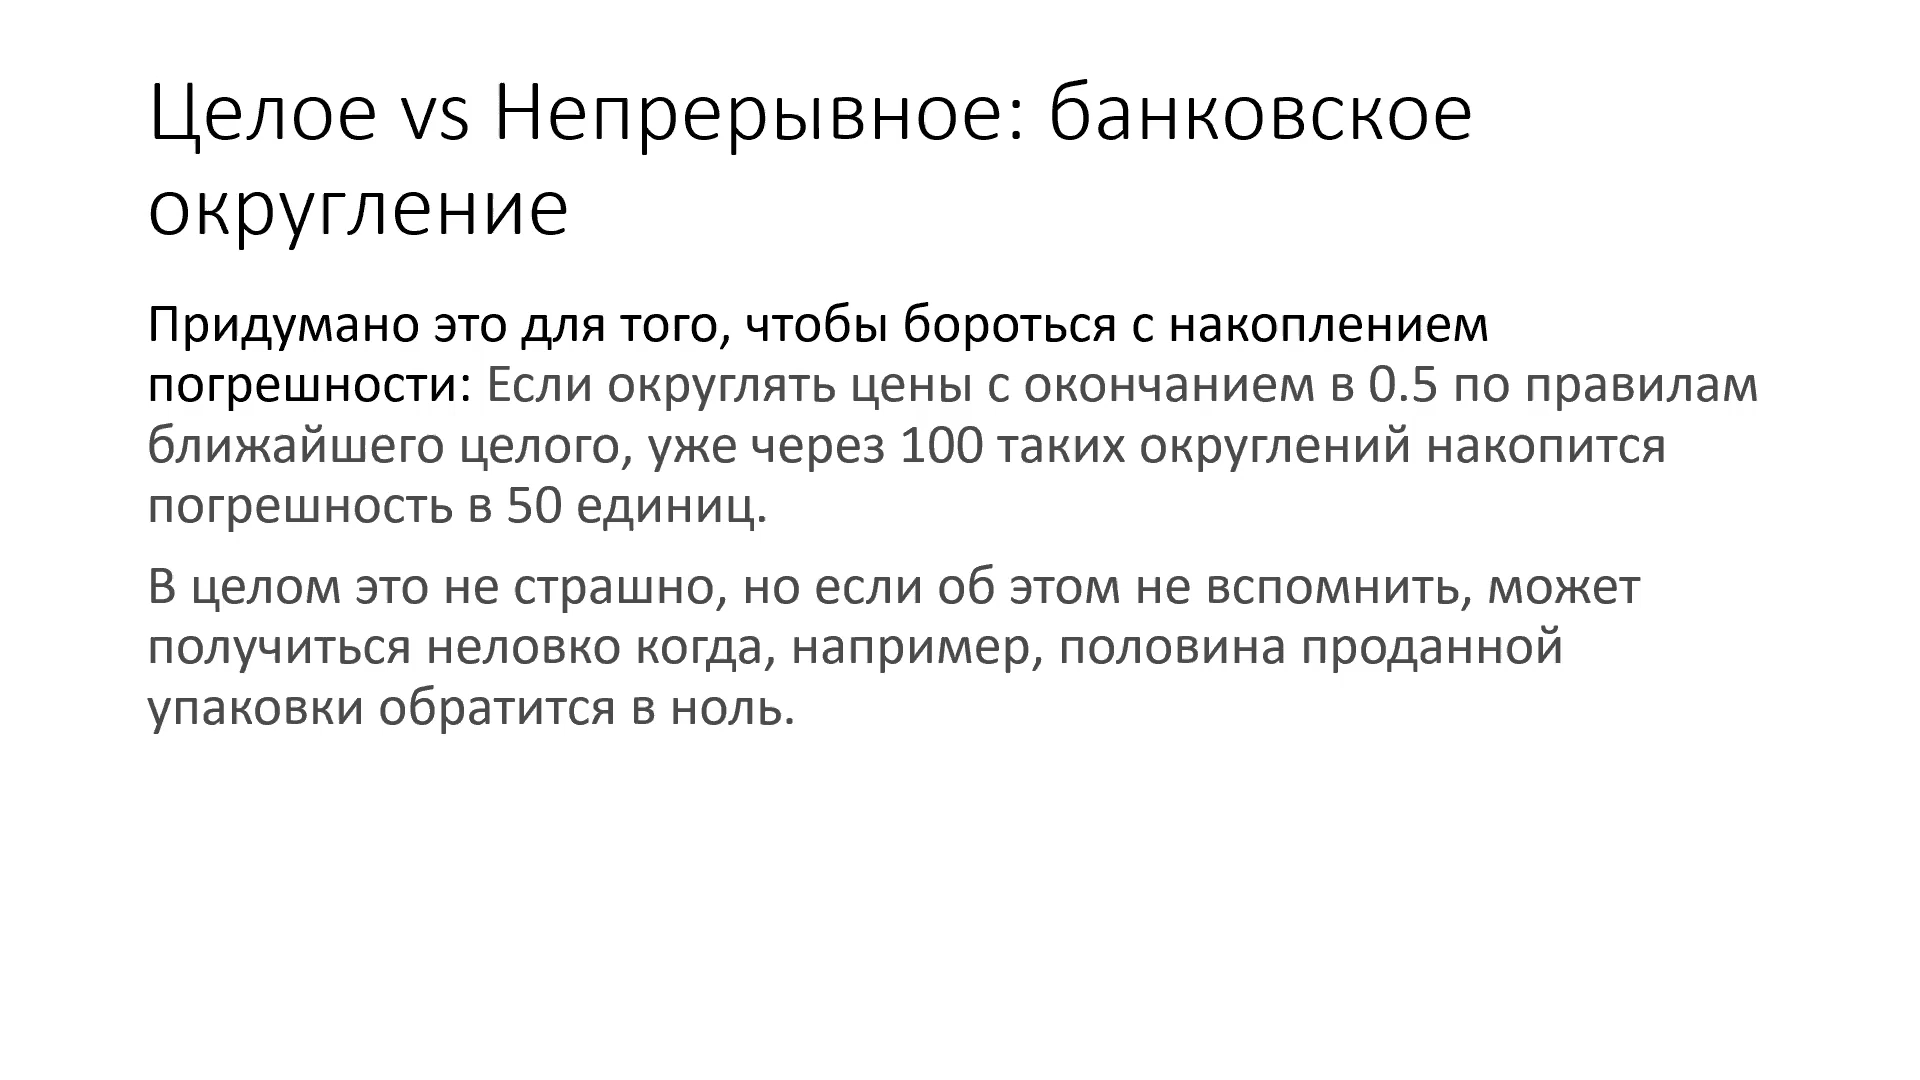 Целое vs Непрерывное: банковское
округление
Придумано это для того, чтобы бороться с накоплением
погрешности: Если округлять цены с окончанием в 0.5 по правилам
ближайшего целого, уже через 100 таких округлений накопится
погрешность в 50 единиц.
В целом это не страшно, но если об этом не вспомнить, может
получиться неловко когда, например, половина проданной
упаковки обратится в ноль.